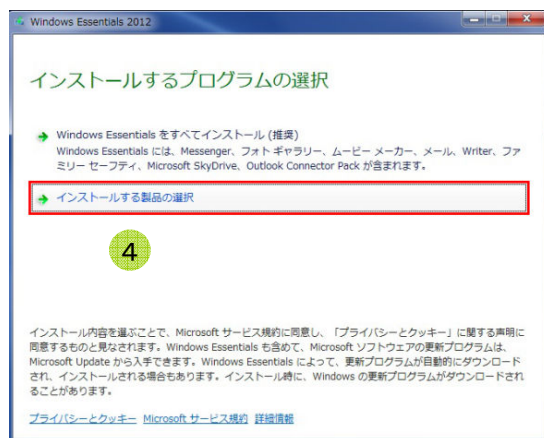 Windows Essentials 2012
インストールするプログラムの選択
Windows Essentials をすべてインストール (推奨)
Windows Essentials には、Messenger、フォト ギャラリー、ムービー メーカー、メール、Writer、ファ
ミリー セーフティ、Microsoft SkyDrive、Outlook Connector Pack が含まれます。
インストールする製品の選択
4
インストール内容を選ぶことで、Microsoft サービス規約に同意し、「プライバシーとクッキー」に関する声明に
同意するものと見なされます。Windows Essentials も含めて、Microsoft ソフトウェアの更新プログラムは、
Microsoft Update から入手できます。Windows Essentials によって、更新プログラムが自動的にダウンロード
され、インストールされる場合もあります。インストール時に、Windows の更新プログラムがダウンロードされ
ることがあります。
プライバシーとクッキー Microsoft サービス規約 詳細情報